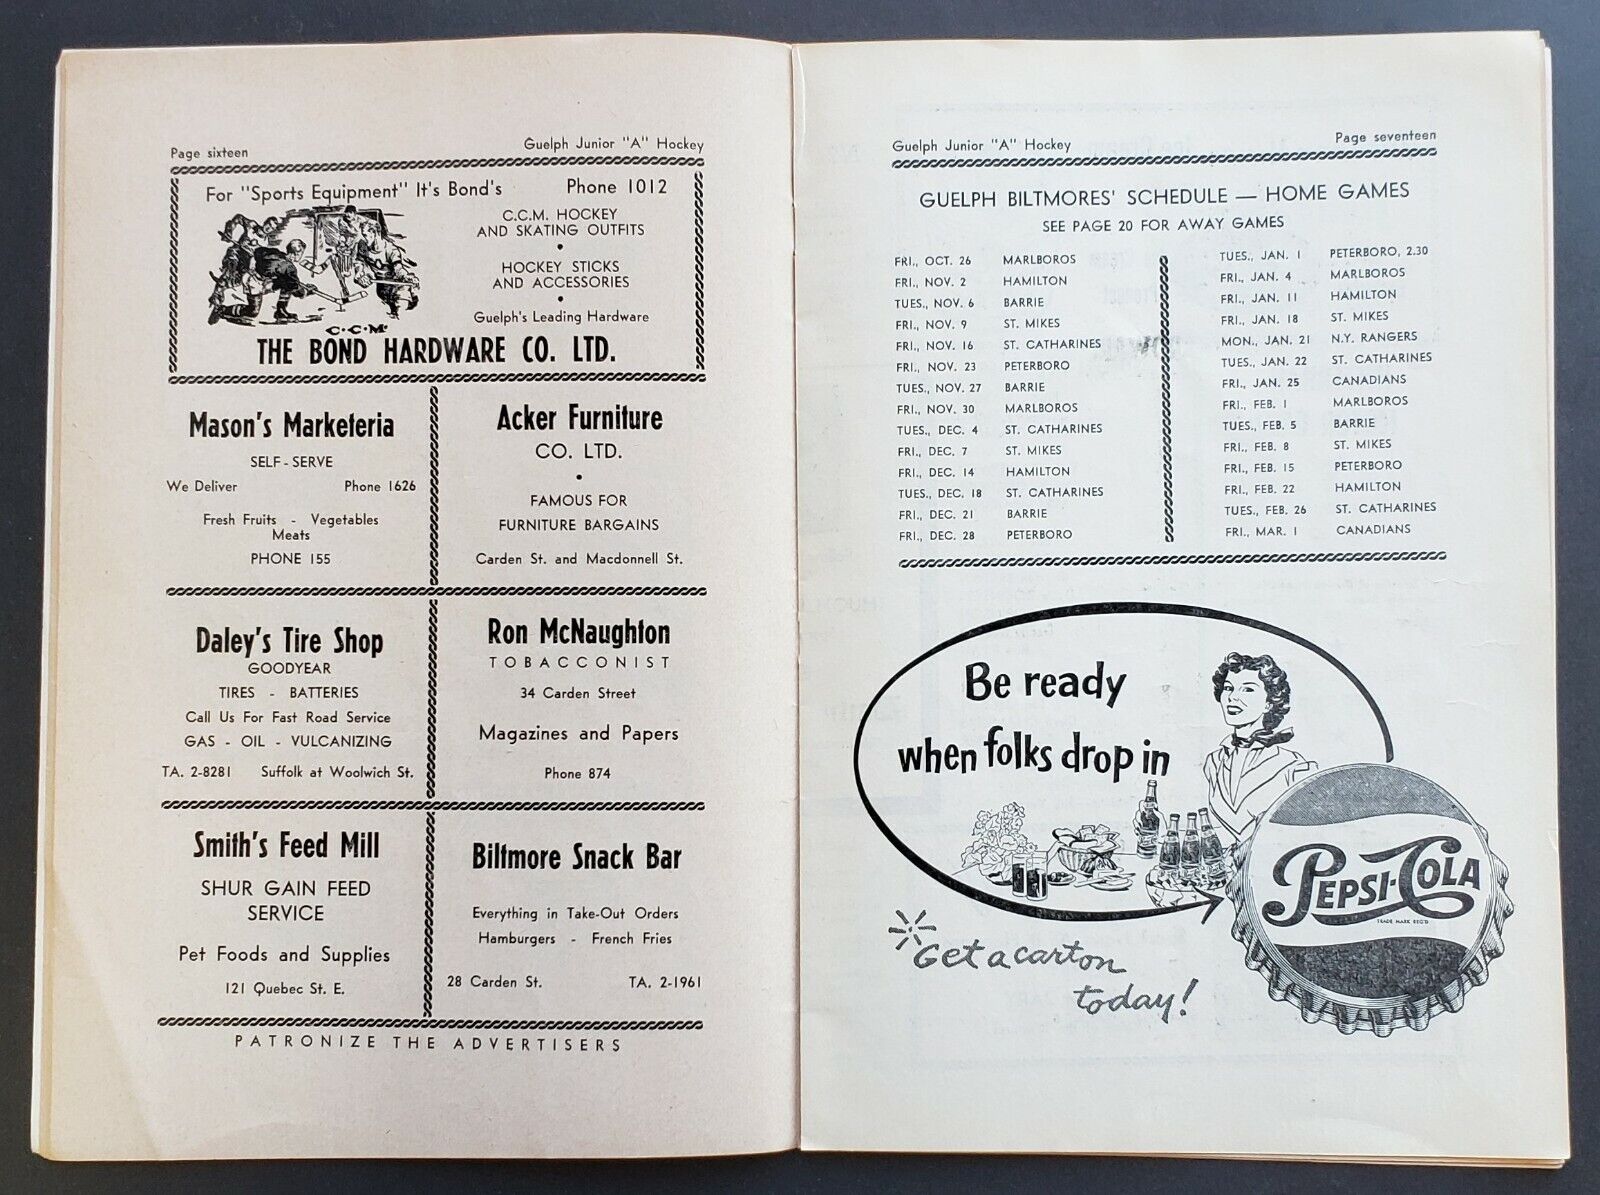 Page sixteen
Guelph Junior "A" Hockey
For "Sports Equipment" It's Bond's Phone 1012
C.C.M. HOCKEY
AND SKATING OUTFITS
•
HOCKEY STICKS
AND ACCESSORIES
•
Guelph's Leading Hardware
C·C·M·
THE BOND HARDWARE CO. LTD.
Mason's Marketeria
SELF - SERVE
We Deliver Phone 1626
Fresh Fruits - Vegetables
Meats
PHONE 155
Acker Furniture
CO. LTD.
•
FAMOUS FOR
FURNITURE BARGAINS
Carden St. and Macdonnell St.
Daley's Tire Shop
GOODYEAR
TIRES - BATTERIES
Call Us For Fast Road Service
GAS - OIL - VULCANIZING
TA. 2-8281 Suffolk at Woolwich St.
Ron McNaughton
TOBACCONIST
34 Carden Street
Magazines and Papers
Phone 874
Smith's Feed Mill
SHUR GAIN FEED
SERVICE
Pet Foods and Supplies
121 Quebec St. E.
Biltmore Snack Bar
Everything in Take-Out Orders
Hamburgers - French Fries
28 Carden St. TA. 2-1961
PATRONIZE THE ADVERTISERS
Guelph Junior "A" Hockey
Page seventeen
GUELPH BILTMORES' SCHEDULE — HOME GAMES
SEE PAGE 20 FOR AWAY GAMES
FRI., OCT. 26 MARLBOROS
FRI., NOV. 2 HAMILTON
TUES., NOV. 6 BARRIE
FRI., NOV. 9 ST. MIKES
FRI., NOV. 16 ST. CATHARINES
FRI., NOV. 23 PETERBORO
TUES., NOV. 27 BARRIE
FRI., NOV. 30 MARLBOROS
TUES., DEC. 4 ST. CATHARINES
FRI., DEC. 7 ST. MIKES
FRI., DEC. 14 HAMILTON
TUES., DEC. 18 ST. CATHARINES
FRI., DEC. 21 BARRIE
FRI., DEC. 28 PETERBORO
TUES., JAN. 1 PETERBORO, 2.30
FRI., JAN. 4 MARLBOROS
FRI., JAN. 11 HAMILTON
FRI., JAN. 18 ST. MIKES
MON., JAN. 21 N.Y. RANGERS
TUES., JAN. 22 ST. CATHARINES
FRI., JAN. 25 CANADIANS
FRI., FEB. 1 MARLBOROS
TUES., FEB. 5 BARRIE
FRI., FEB. 8 ST. MIKES
FRI., FEB. 15 PETERBORO
FRI., FEB. 22 HAMILTON
TUES., FEB. 26 ST. CATHARINES
FRI., MAR. 1 CANADIANS
Be ready
when folks drop in
PEPSI-COLA
TRADE MARK REG'D
Get a carton
today!